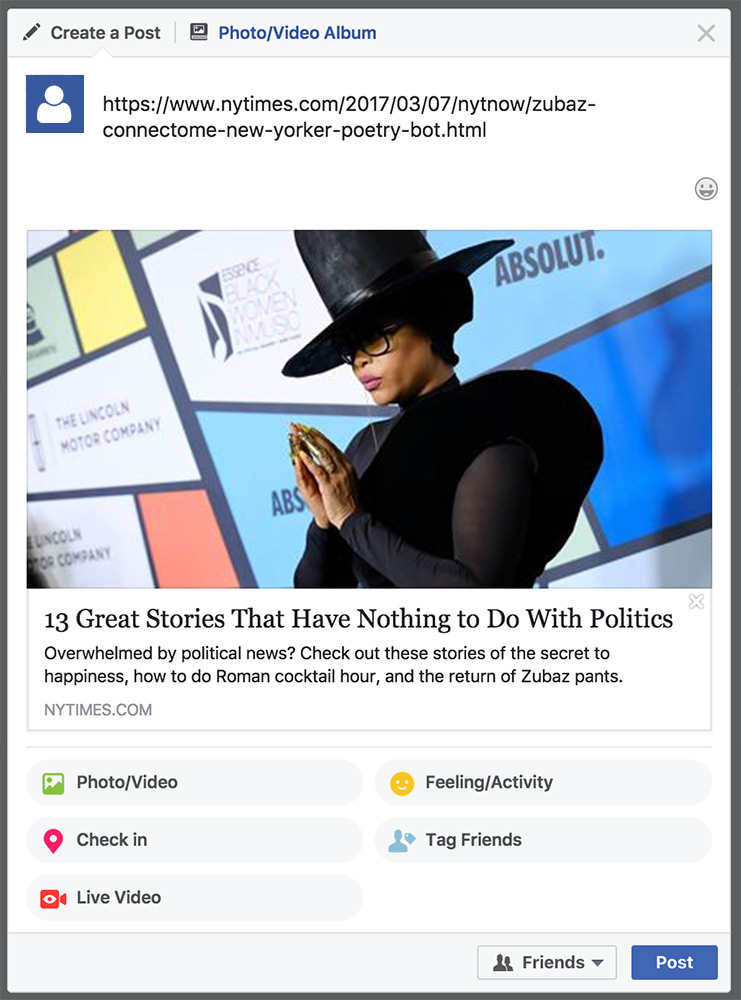 Create a Post
Photo/Video Album
https://www.nytimes.com/2017/03/07/nytnow/zubaz-
connectome-new-yorker-poetry-bot.html
ESSENCE
BLACK
WOMEN
IN MUSIC
ABSOLUT.
THE LINCOLN
MOTOR COMPANY
ABS
E LINCOLN
TOR COMPANY
13 Great Stories That Have Nothing to Do With Politics
Overwhelmed by political news? Check out these stories of the secret to
happiness, how to do Roman cocktail hour, and the return of Zubaz pants.
NYTIMES.COM
Photo/Video
Feeling/Activity
Check in
Tag Friends
Live Video
Friends
Post